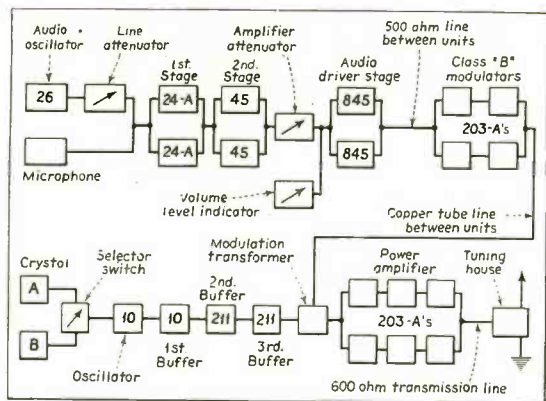 Audio
oscillator
Line
attenuator
1st.
Stage
2nd.
Stage
Amplifier
attenuator
Audio
driver stage
500 ohm line
between units
Class "B"
modulators
26
24-A
45
845
203-A's
24-A
45
845
Microphone
Volume
level indicator
Copper tube line
between units
Crystal
Selector
switch
2nd.
Buffer
Modulation
transformer
Power
amplifier
Tuning
house
A
B
10
10
211
211
203-A's
Oscillator
1st
Buffer
3rd.
Buffer
600 ohm transmission line